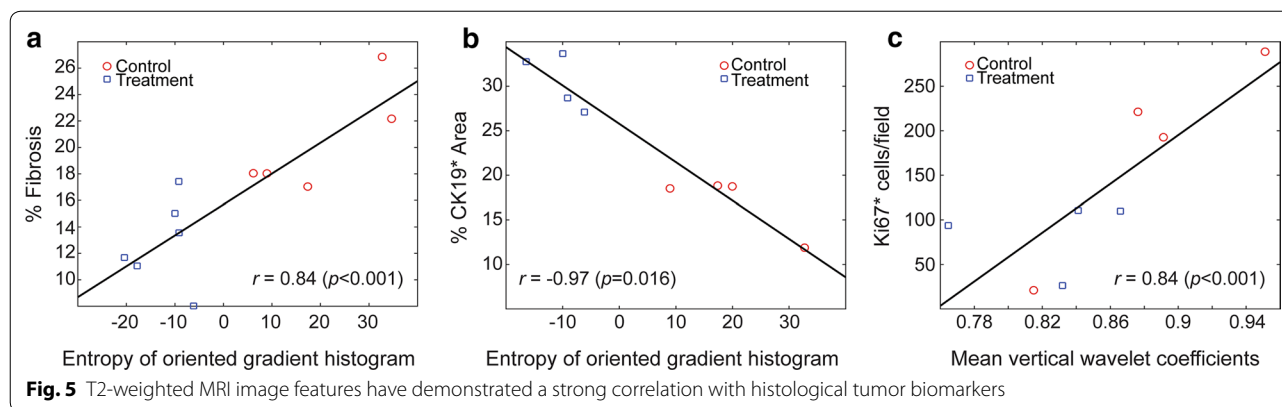 a
26
24
22
20
18
16
14
12
10
% Fibrosis
Control
Treatment
r = 0.84 (p<0.001)
-20 -10 0 10 20 30
Entropy of oriented gradient histogram
b
30
25
20
15
10
% CK19* Area
Control
Treatment
r = -0.97 (p=0.016)
-10 0 10 20 30
Entropy of oriented gradient histogram
c
250
200
150
100
50
Ki67* cells/field
Control
Treatment
r = 0.84 (p<0.001)
0.78 0.82 0.86 0.9 0.94
Mean vertical wavelet coefficients
Fig. 5 T2-weighted MRI image features have demonstrated a strong correlation with histological tumor biomarkers